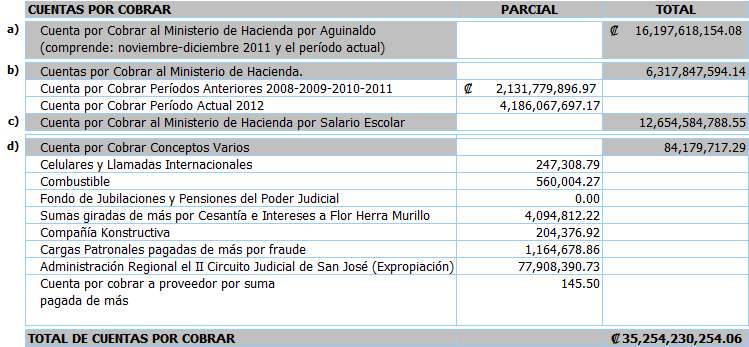 CUENTAS POR COBRAR PARCIAL TOTAL
a) Cuenta por Cobrar al Ministerio de Hacienda por Aguinaldo ₡ 16,197,618,154.08
(comprende: noviembre-diciembre 2011 y el período actual)
b) Cuentas por Cobrar al Ministerio de Hacienda. 6,317,847,594.14
Cuenta por Cobrar Períodos Anteriores 2008-2009-2010-2011 ₡ 2,131,779,896.97
Cuenta por Cobrar Período Actual 2012 4,186,067,697.17
c) Cuenta por Cobrar al Ministerio de Hacienda por Salario Escolar 12,654,584,788.55
d) Cuenta por Cobrar Conceptos Varios 84,179,717.29
Celulares y Llamadas Internacionales 247,308.79
Combustible 560,004.27
Fondo de Jubilaciones y Pensiones del Poder Judicial 0.00
Sumas giradas de más por Cesantía e Intereses a Flor Herra Murillo 4,094,812.22
Compañía Konstructiva 204,376.92
Cargas Patronales pagadas de más por fraude 1,164,678.86
Administración Regional el II Circuito Judicial de San José (Expropiación) 77,908,390.73
Cuenta por cobrar a proveedor por suma 145.50
pagada de más
TOTAL DE CUENTAS POR COBRAR ₡35,254,230,254.06